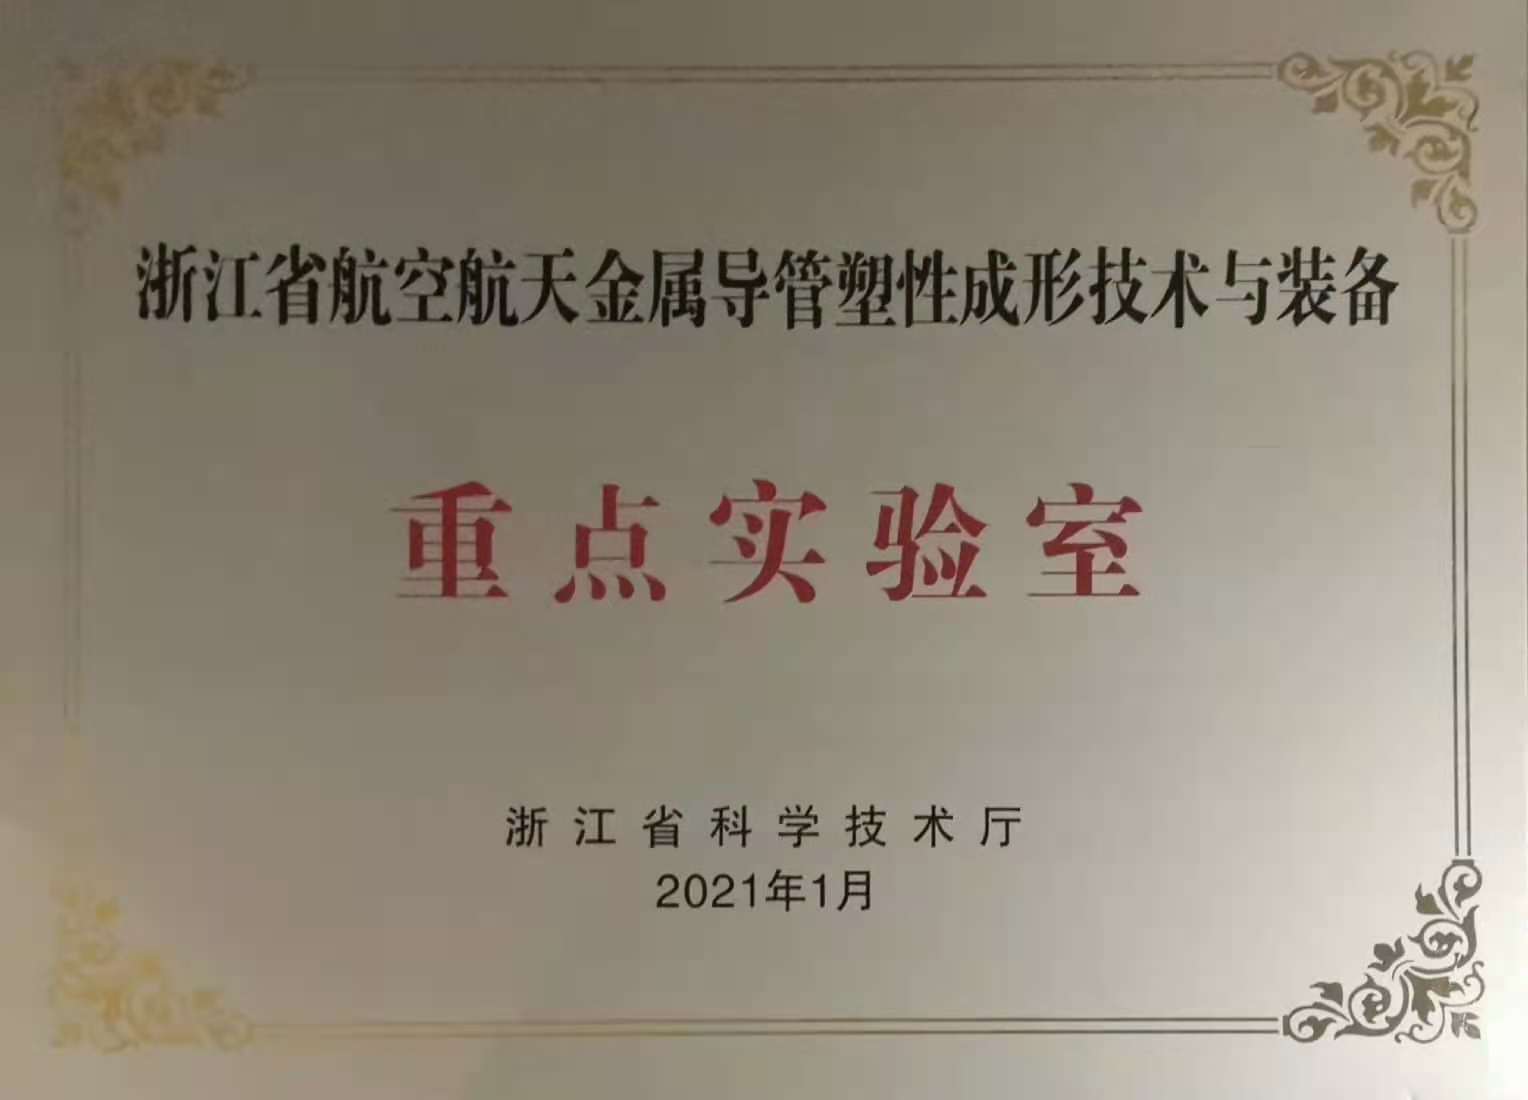 浙江省航空航天金属导管塑性成形技术与装备
重点实验室
浙江省科学技术厅
2021年1月